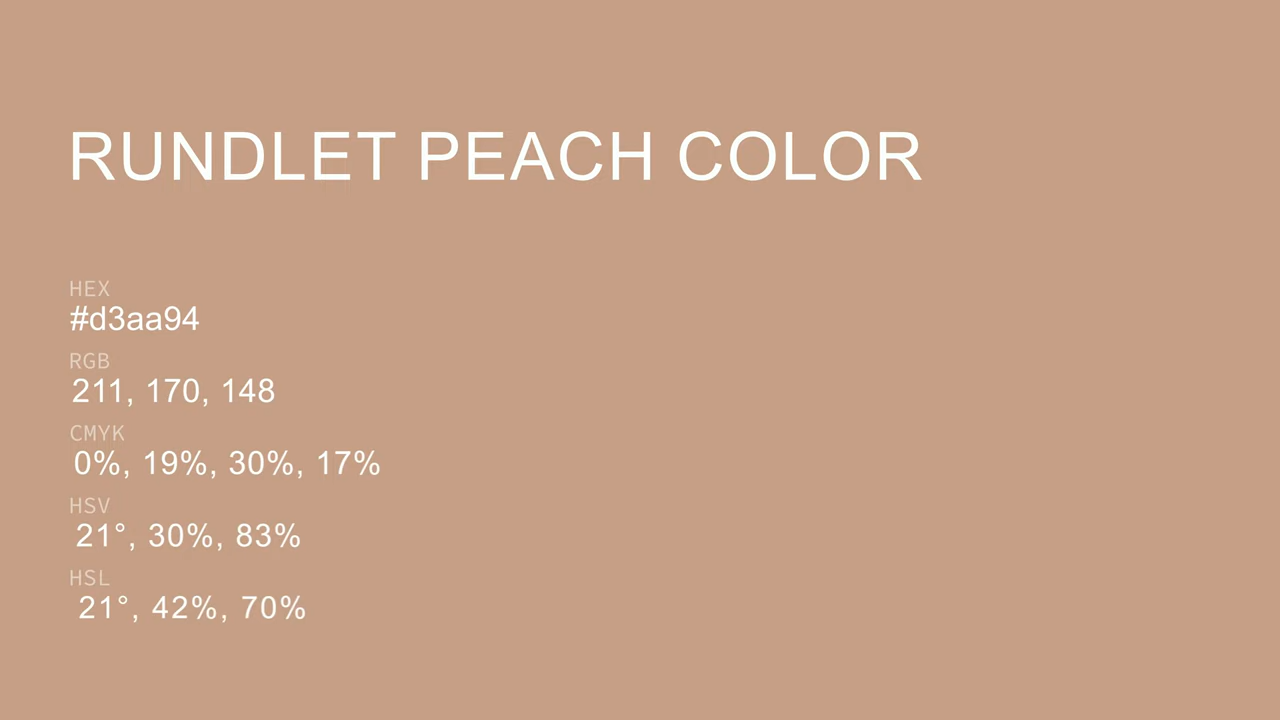 RUNDLET PEACH COLOR
HEX
#d3aa94
RGB
211, 170, 148
CMYK
0%, 19%, 30%, 17%
HSV
21°, 30%, 83%
HSL
21°, 42%, 70%